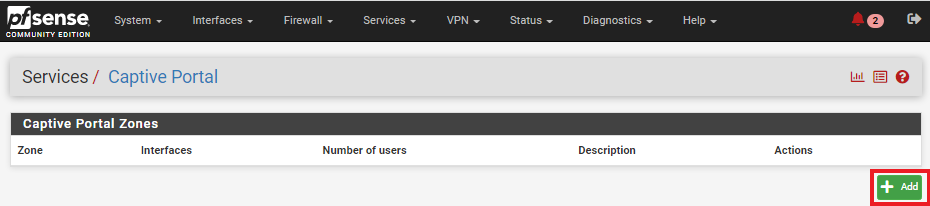 pfsense System Interfaces Firewall Services VPN Status Diagnostics Help 2
COMMUNITY EDITION
Services / Captive Portal
Captive Portal Zones
Zone Interfaces Number of users Description Actions
Add